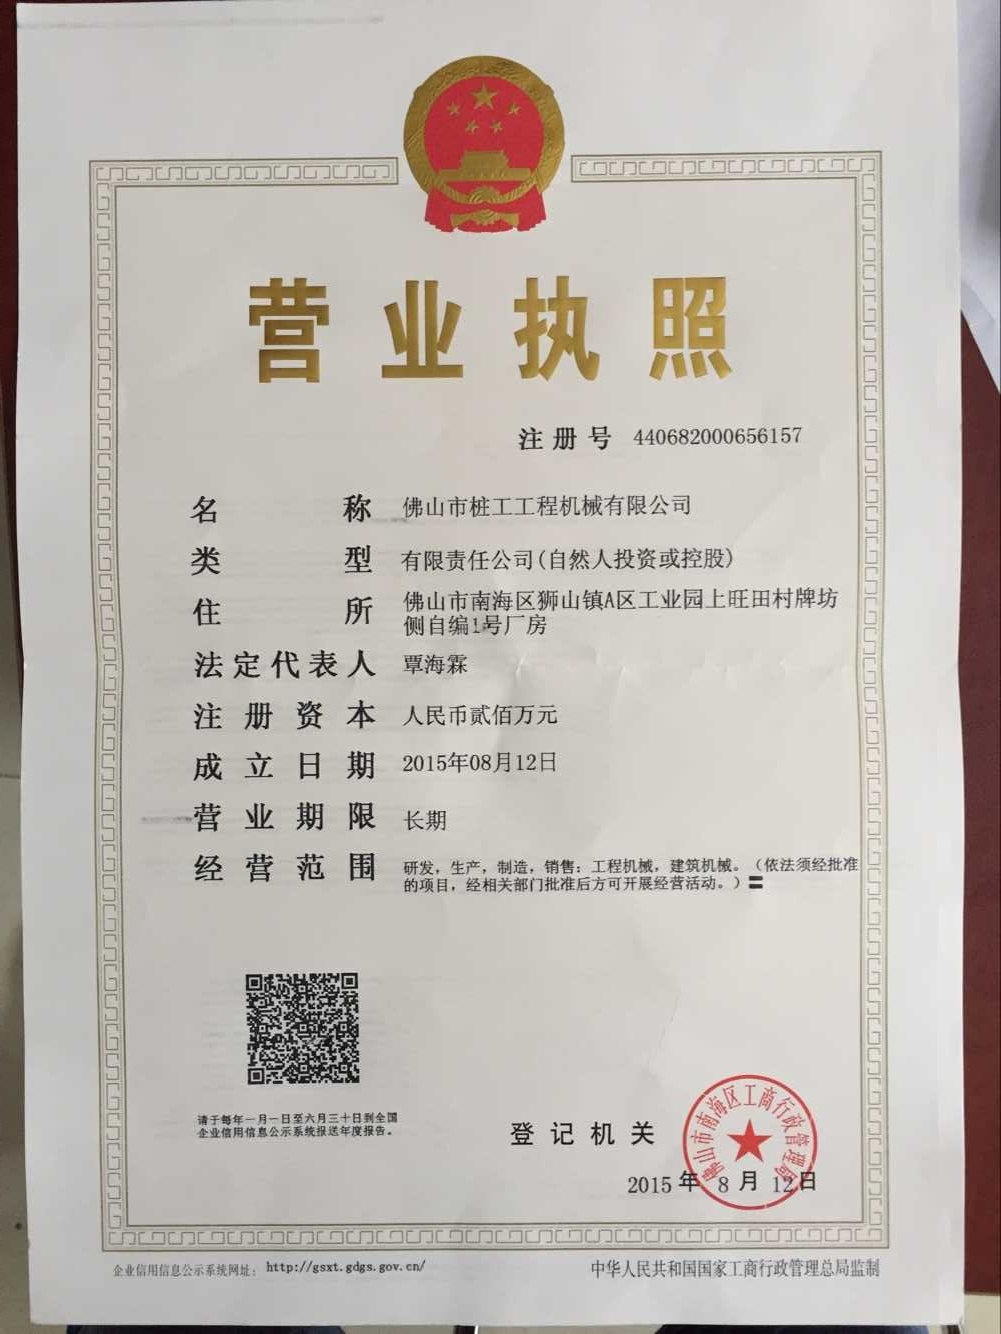 营业执照
注册号 440682000656157
名称 佛山市桩工工程机械有限公司
类型 有限责任公司(自然人投资或控股)
住所 佛山市南海区狮山镇A区工业园上旺田村牌坊
侧自编1号厂房
法定代表人 覃海霖
注册资本 人民币贰佰万元
成立日期 2015年08月12日
营业期限 长期
经营范围 研发，生产，制造，销售：工程机械，建筑机械。（依法须经批准
的项目，经相关部门批准后方可开展经营活动。）〓
请于每年一月一日至六月三十日到全国
企业信用信息公示系统报送年度报告。
登记机关
佛山市南海区工商行政管理局
2015年8月12日
企业信用信息公示系统网址：http://gsxt.gdgs.gov.cn/
中华人民共和国国家工商行政管理总局监制